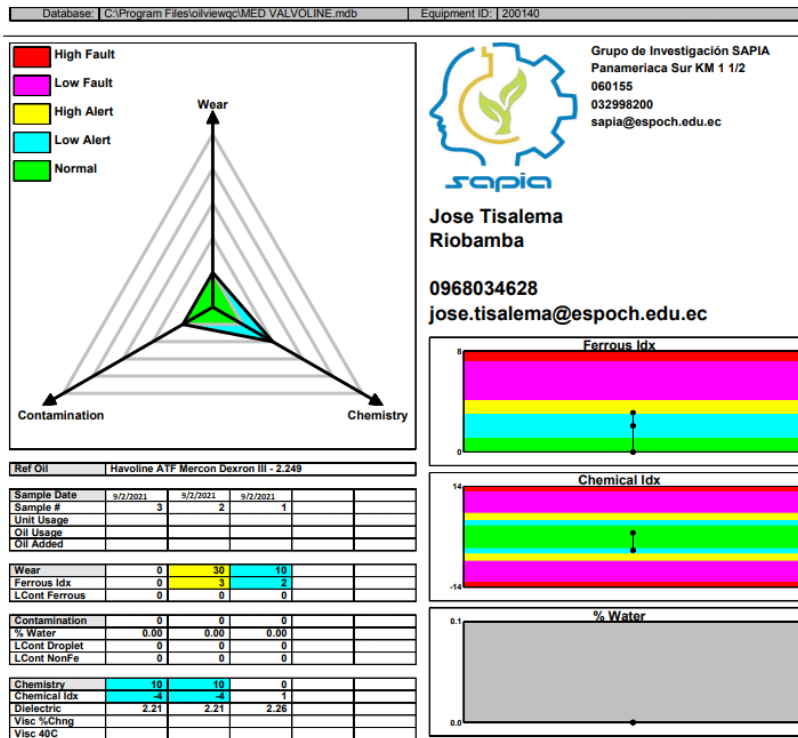 Database: C:\Program Files\oilviewqc\MED VALVOLINE.mdb Equipment ID: 200140
High Fault
Low Fault
High Alert
Low Alert
Normal
Wear
Contamination
Chemistry
sapia
Grupo de Investigación SAPIA
Panameriaca Sur KM 1 1/2
060155
032998200
sapia@espoch.edu.ec
Jose Tisalema
Riobamba
0968034628
jose.tisalema@espoch.edu.ec
Ref Oil Havoline ATF Mercon Dexron III - 2.249
Sample Date 9/2/2021 9/2/2021 9/2/2021
Sample # 3 2 1
Unit Usage
Oil Usage
Oil Added
Wear 0 30 10
Ferrous Idx 0 3 2
LCont Ferrous 0 0 0
Contamination 0 0 0
% Water 0.00 0.00 0.00
LCont Droplet 0 0 0
LCont NonFe 0 0 0
Chemistry 10 10 0
Chemical Idx -4 -4 1
Dielectric 2.21 2.21 2.26
Visc %Chng
Visc 40C
Ferrous Idx
8
0
Chemical Idx
14
-14
% Water
0.1
0.0